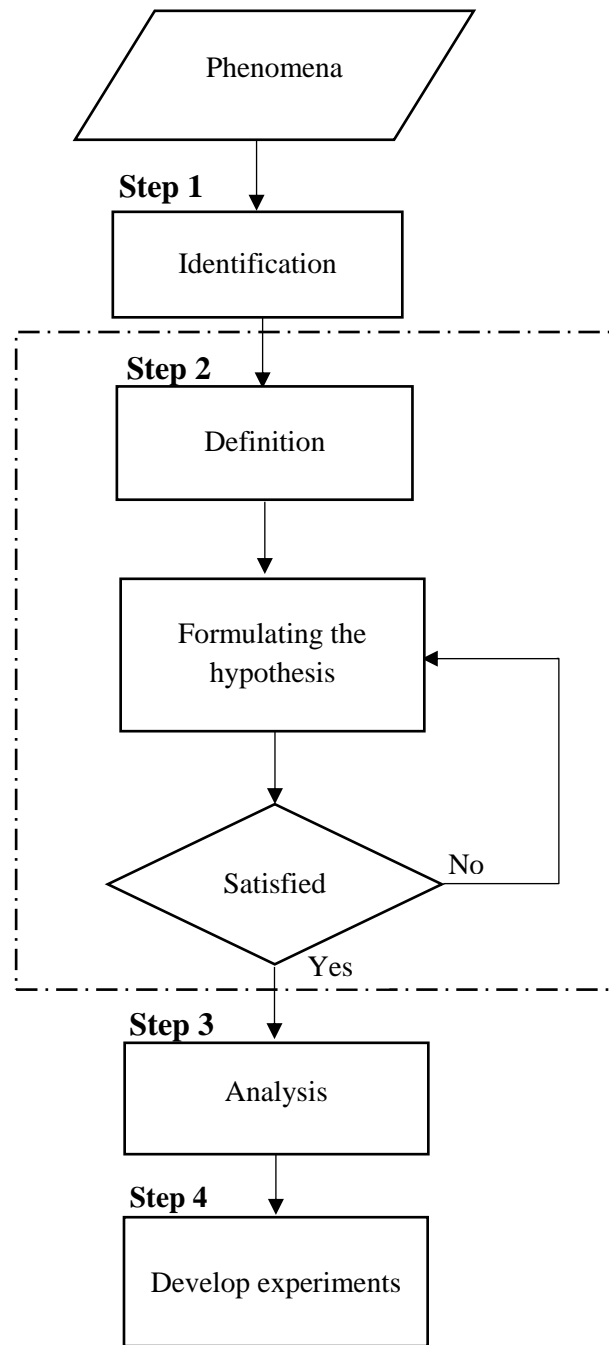 Phenomena
Step 1
Identification
Step 2
Definition
Formulating the
hypothesis
Satisfied
No
Yes
Step 3
Analysis
Step 4
Develop experiments